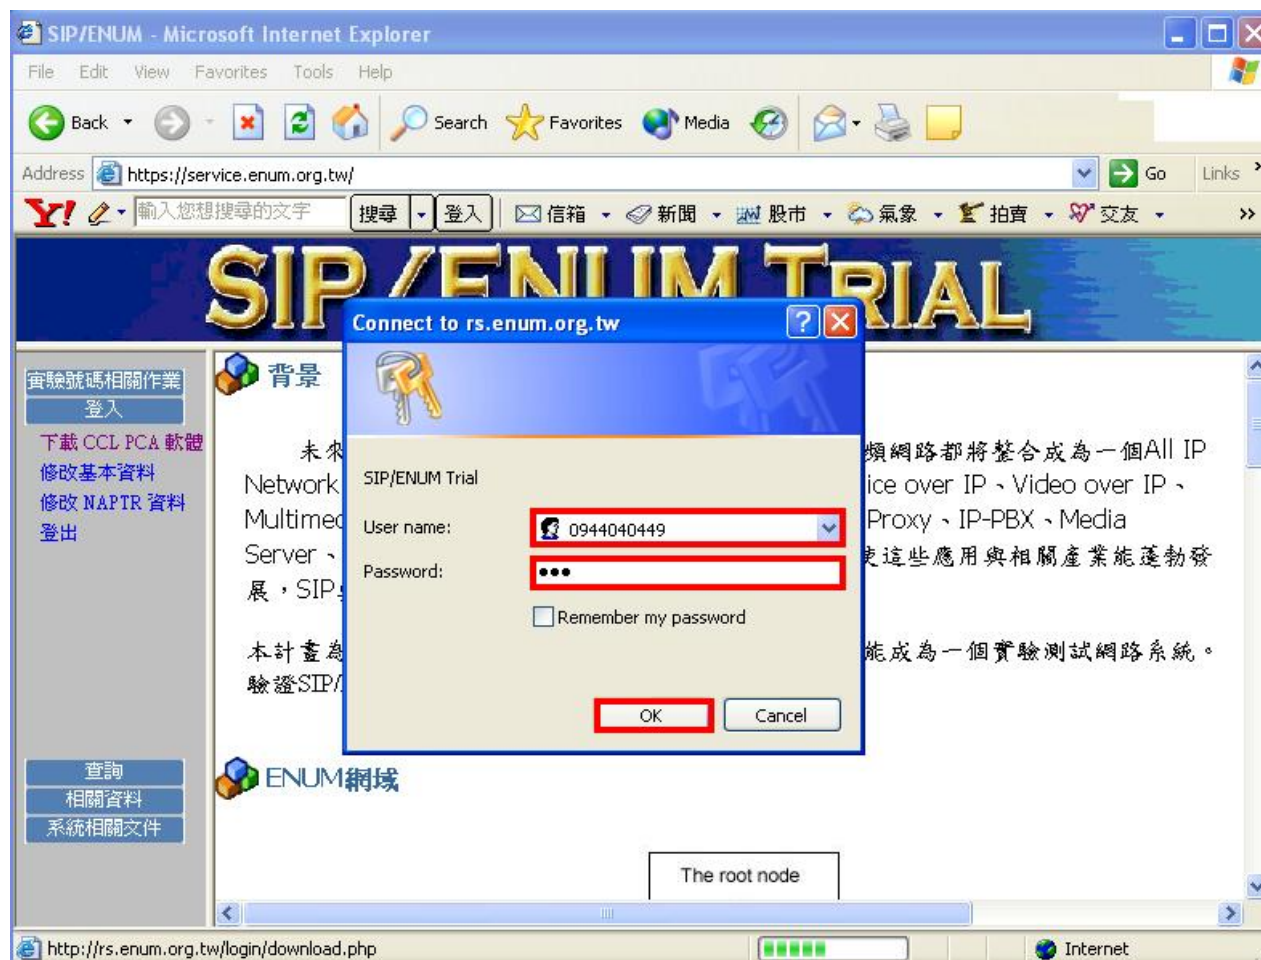 SIP/ENUM - Microsoft Internet Explorer
File Edit View Favorites Tools Help
Back Search Favorites Media
Address https://service.enum.org.tw/ Go Links
Y! 輸入您想搜尋的文字 搜尋 登入 信箱 新聞 股市 氣象 拍賣 交友
SIP/ENUM TRIAL
Connect to rs.enum.org.tw
實驗號碼相關作業
登入
下載 CCL PCA 軟體
修改基本資料
修改 NAPTR 資料
登出
查詢
相關資料
系統相關文件
背景
未來 頻網路都將整合成為一個All IP
Network ice over IP、Video over IP、
Multimed Proxy、IP-PBX、Media
Server、 使這些應用與相關產業能蓬勃發
展，SIP
本計畫為 能成為一個實驗測試網路系統。
驗證SIP/
SIP/ENUM Trial
User name: 0944040449
Password: •••
Remember my password
OK Cancel
ENUM網域
The root node
http://rs.enum.org.tw/login/download.php Internet